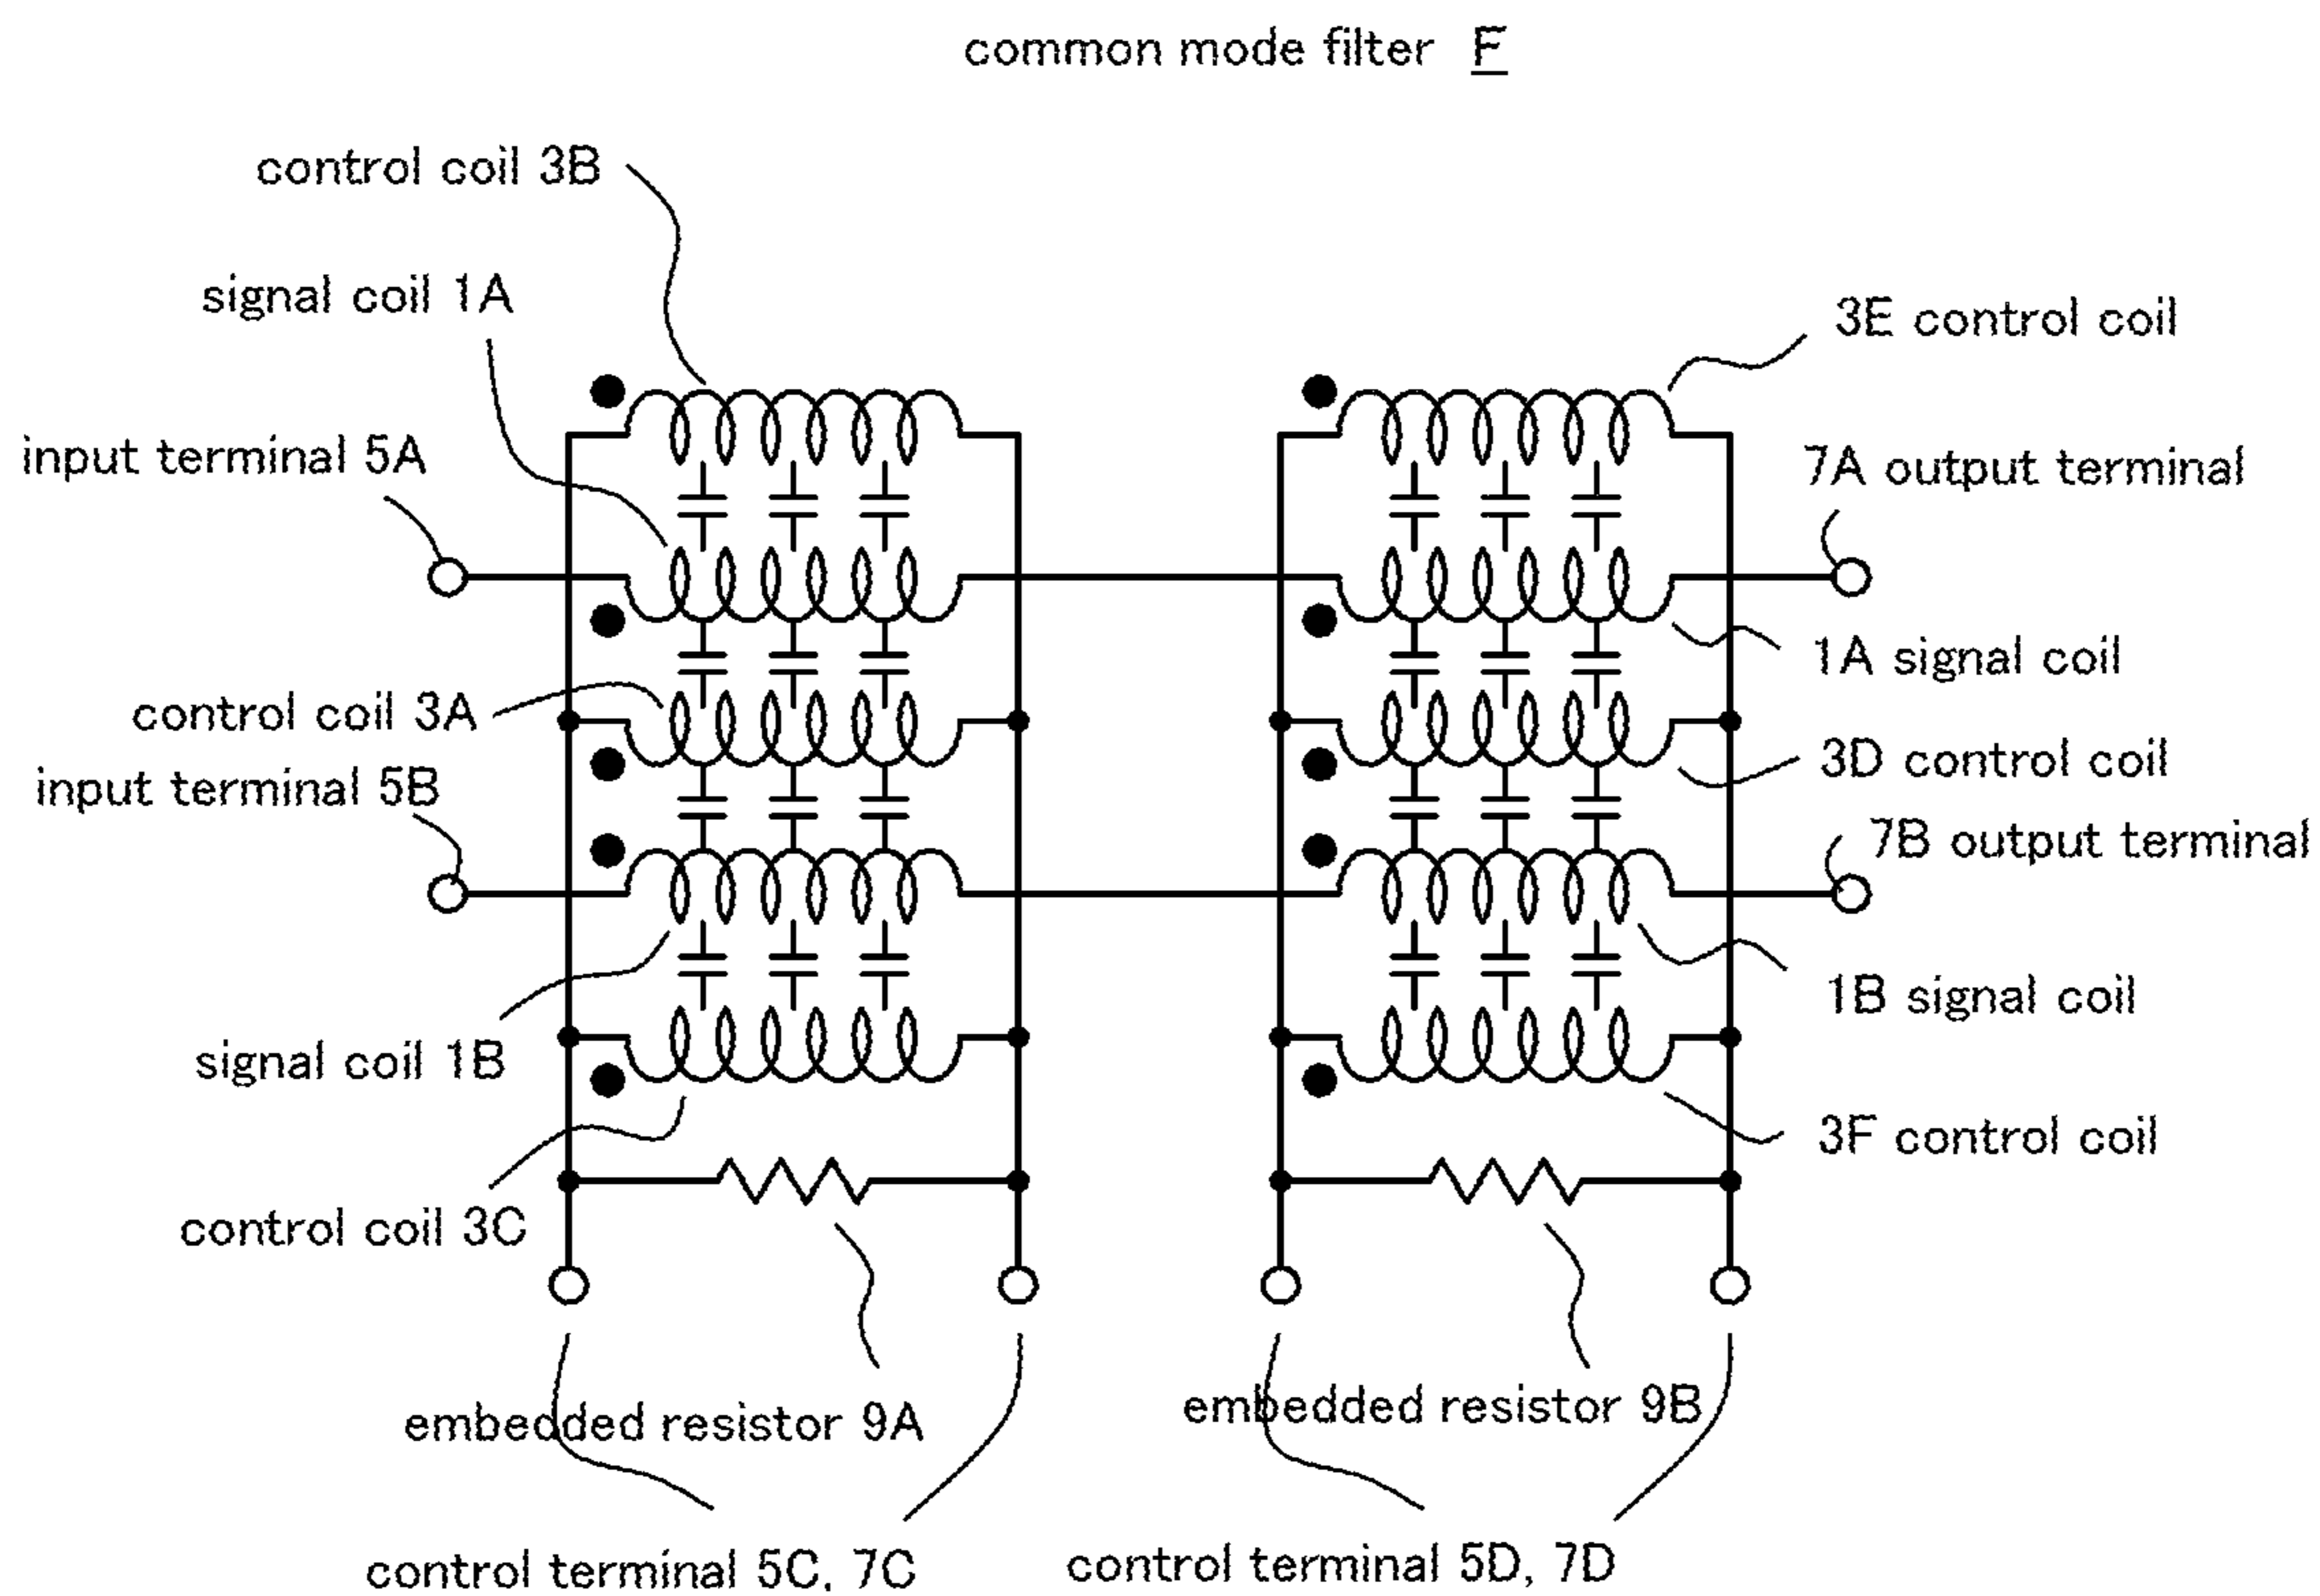 common mode filter F
control coil 3B
signal coil 1A
3E control coil
input terminal 5A
7A output terminal
1A signal coil
control coil 3A
3D control coil
input terminal 5B
7B output terminal
1B signal coil
signal coil 1B
3F control coil
control coil 3C
embedded resistor 9A
embedded resistor 9B
control terminal 5C, 7C
control terminal 5D, 7D